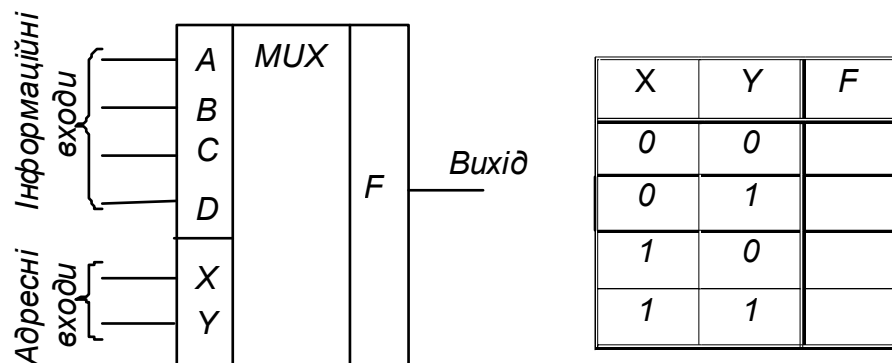 Інформаційні
входи
A
B
C
D
MUX
F
Вихід
Адресні
входи
X
Y
X Y F
0 0
0 1
1 0
1 1